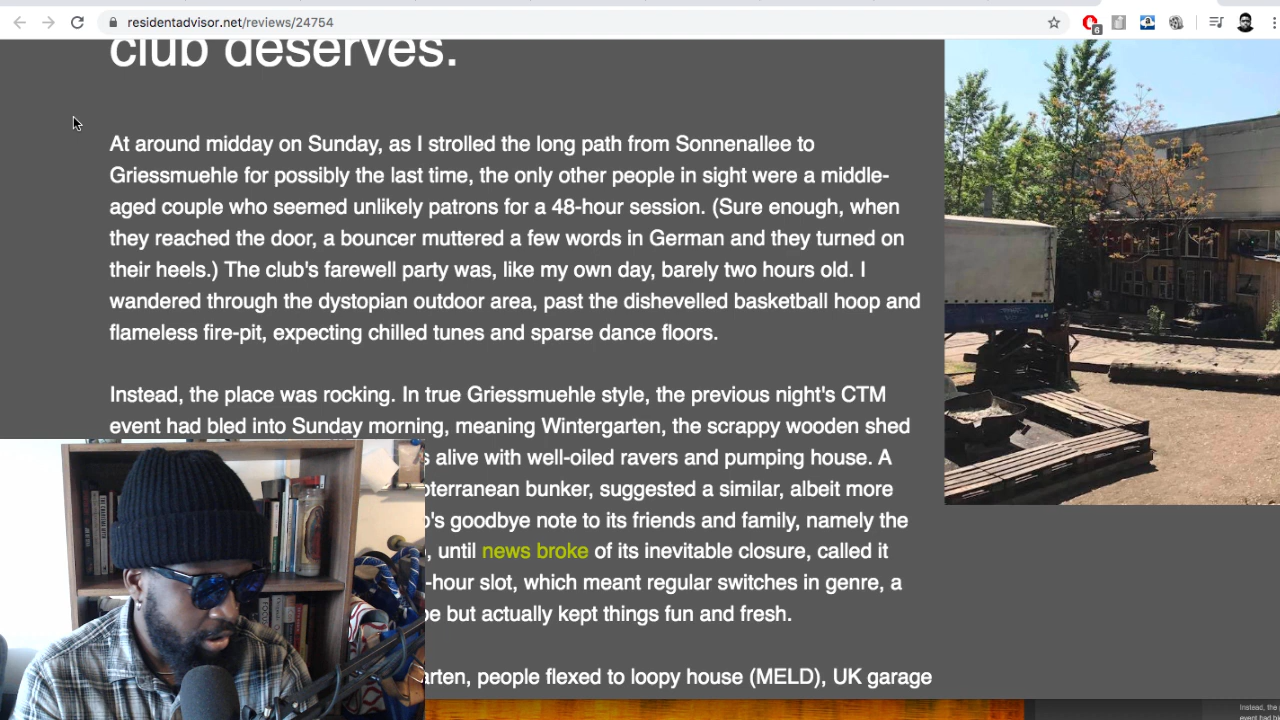 residentadvisor.net/reviews/24754
6
club deserves.
At around midday on Sunday, as I strolled the long path from Sonnenallee to
Griessmuehle for possibly the last time, the only other people in sight were a middle-
aged couple who seemed unlikely patrons for a 48-hour session. (Sure enough, when
they reached the door, a bouncer muttered a few words in German and they turned on
their heels.) The club's farewell party was, like my own day, barely two hours old. I
wandered through the dystopian outdoor area, past the dishevelled basketball hoop and
flameless fire-pit, expecting chilled tunes and sparse dance floors.
Instead, the place was rocking. In true Griessmuehle style, the previous night's CTM
event had bled into Sunday morning, meaning Wintergarten, the scrappy wooden shed
s alive with well-oiled ravers and pumping house. A
oterranean bunker, suggested a similar, albeit more
o's goodbye note to its friends and family, namely the
, until news broke of its inevitable closure, called it
-hour slot, which meant regular switches in genre, a
be but actually kept things fun and fresh.
arten, people flexed to loopy house (MELD), UK garage
Instead, the